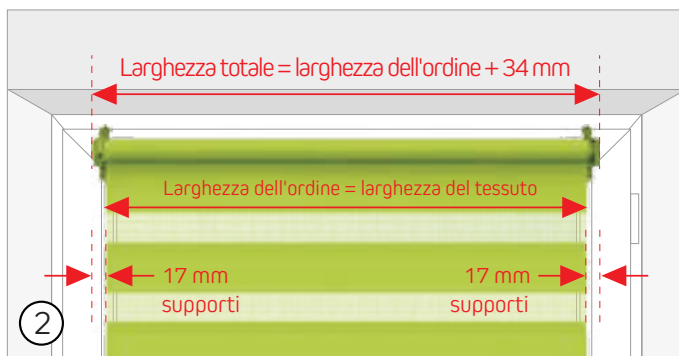 Larghezza totale = larghezza dell'ordine + 34 mm
Larghezza dell'ordine = larghezza del tessuto
17 mm
supporti
17 mm
supporti
2